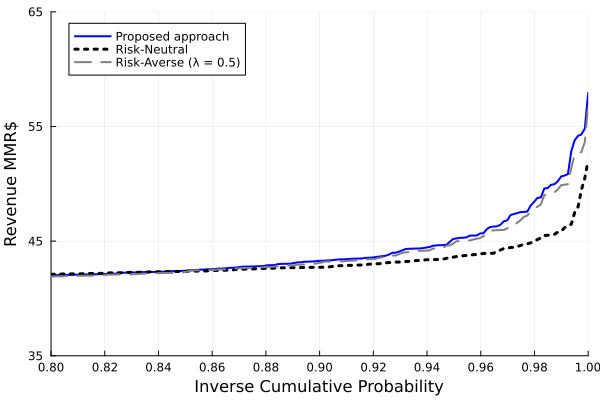 65
55
45
35
Revenue MMR$
Proposed approach
Risk-Neutral
Risk-Averse (λ = 0.5)
0.80 0.82 0.84 0.86 0.88 0.90 0.92 0.94 0.96 0.98 1.00
Inverse Cumulative Probability